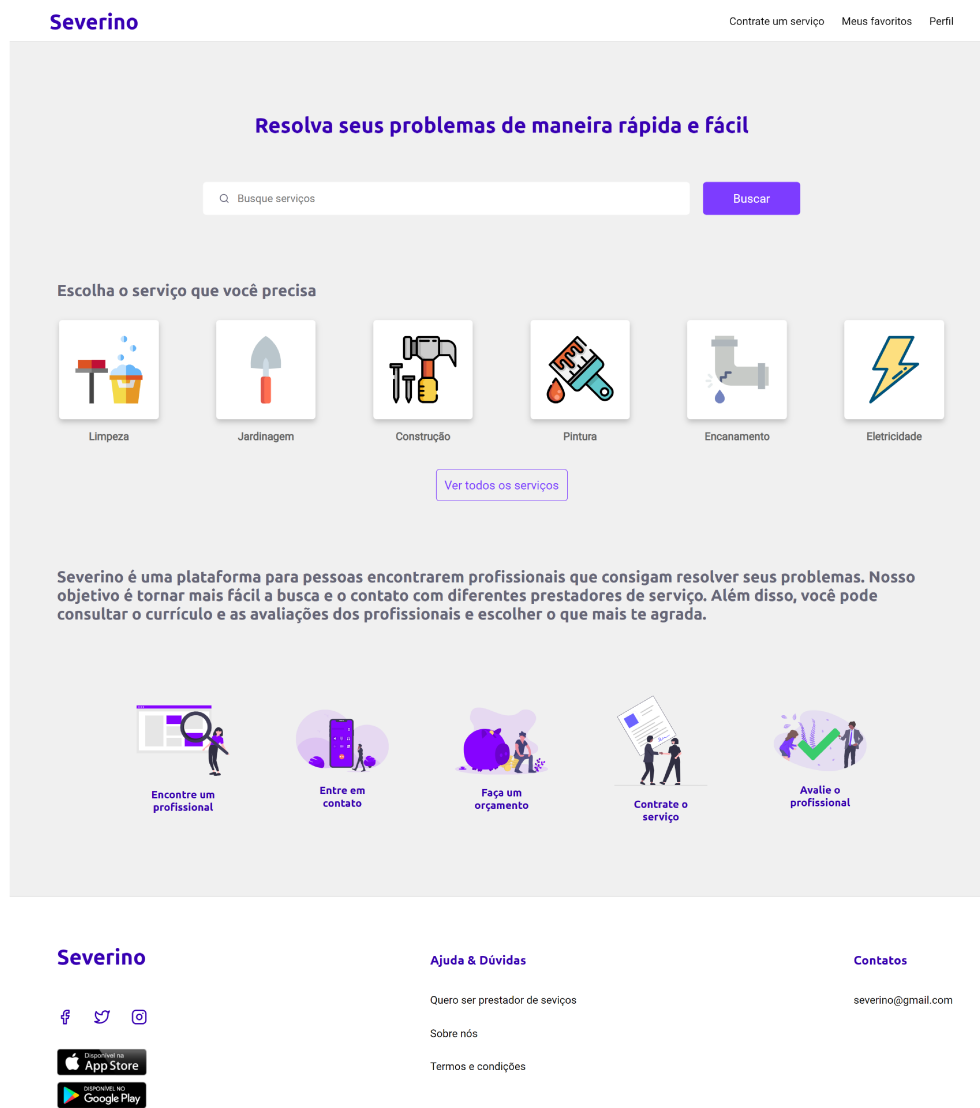 Severino
Contrate um serviço
Meus favoritos
Perfil
Resolva seus problemas de maneira rápida e fácil
Busque serviços
Buscar
Escolha o serviço que você precisa
Limpeza
Jardinagem
Construção
Pintura
Encanamento
Eletricidade
Ver todos os serviços
Severino é uma plataforma para pessoas encontrarem profissionais que consigam resolver seus problemas. Nosso
objetivo é tornar mais fácil a busca e o contato com diferentes prestadores de serviço. Além disso, você pode
consultar o currículo e as avaliações dos profissionais e escolher o que mais te agrada.
Encontre um
profissional
Entre em
contato
Faça um
orçamento
Contrate o
serviço
Avalie o
profissional
Severino
Disponível na
App Store
DISPONÍVEL NO
Google Play
Ajuda & Dúvidas
Quero ser prestador de seviços
Sobre nós
Termos e condições
Contatos
severino@gmail.com